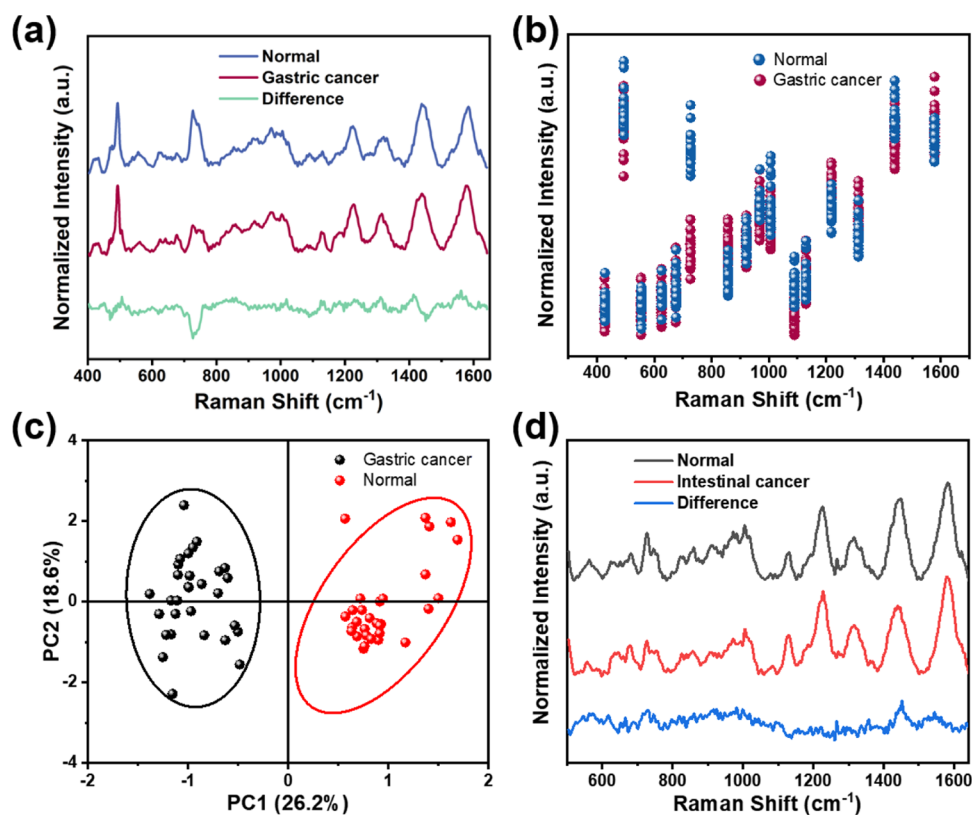 (a)
Normal
Gastric cancer
Difference
Normalized Intensity (a.u.)
400 600 800 1000 1200 1400 1600
Raman Shift (cm⁻¹)
(b)
Normal
Gastric cancer
Normalized Intensity (a.u.)
400 600 800 1000 1200 1400 1600
Raman Shift (cm⁻¹)
(c)
Gastric cancer
Normal
PC2 (18.6%)
4
2
0
-2
-4
-2 -1 0 1 2
PC1 (26.2%)
(d)
Normal
Intestinal cancer
Difference
Normalized Intensity (a.u.)
600 800 1000 1200 1400 1600
Raman Shift (cm⁻¹)